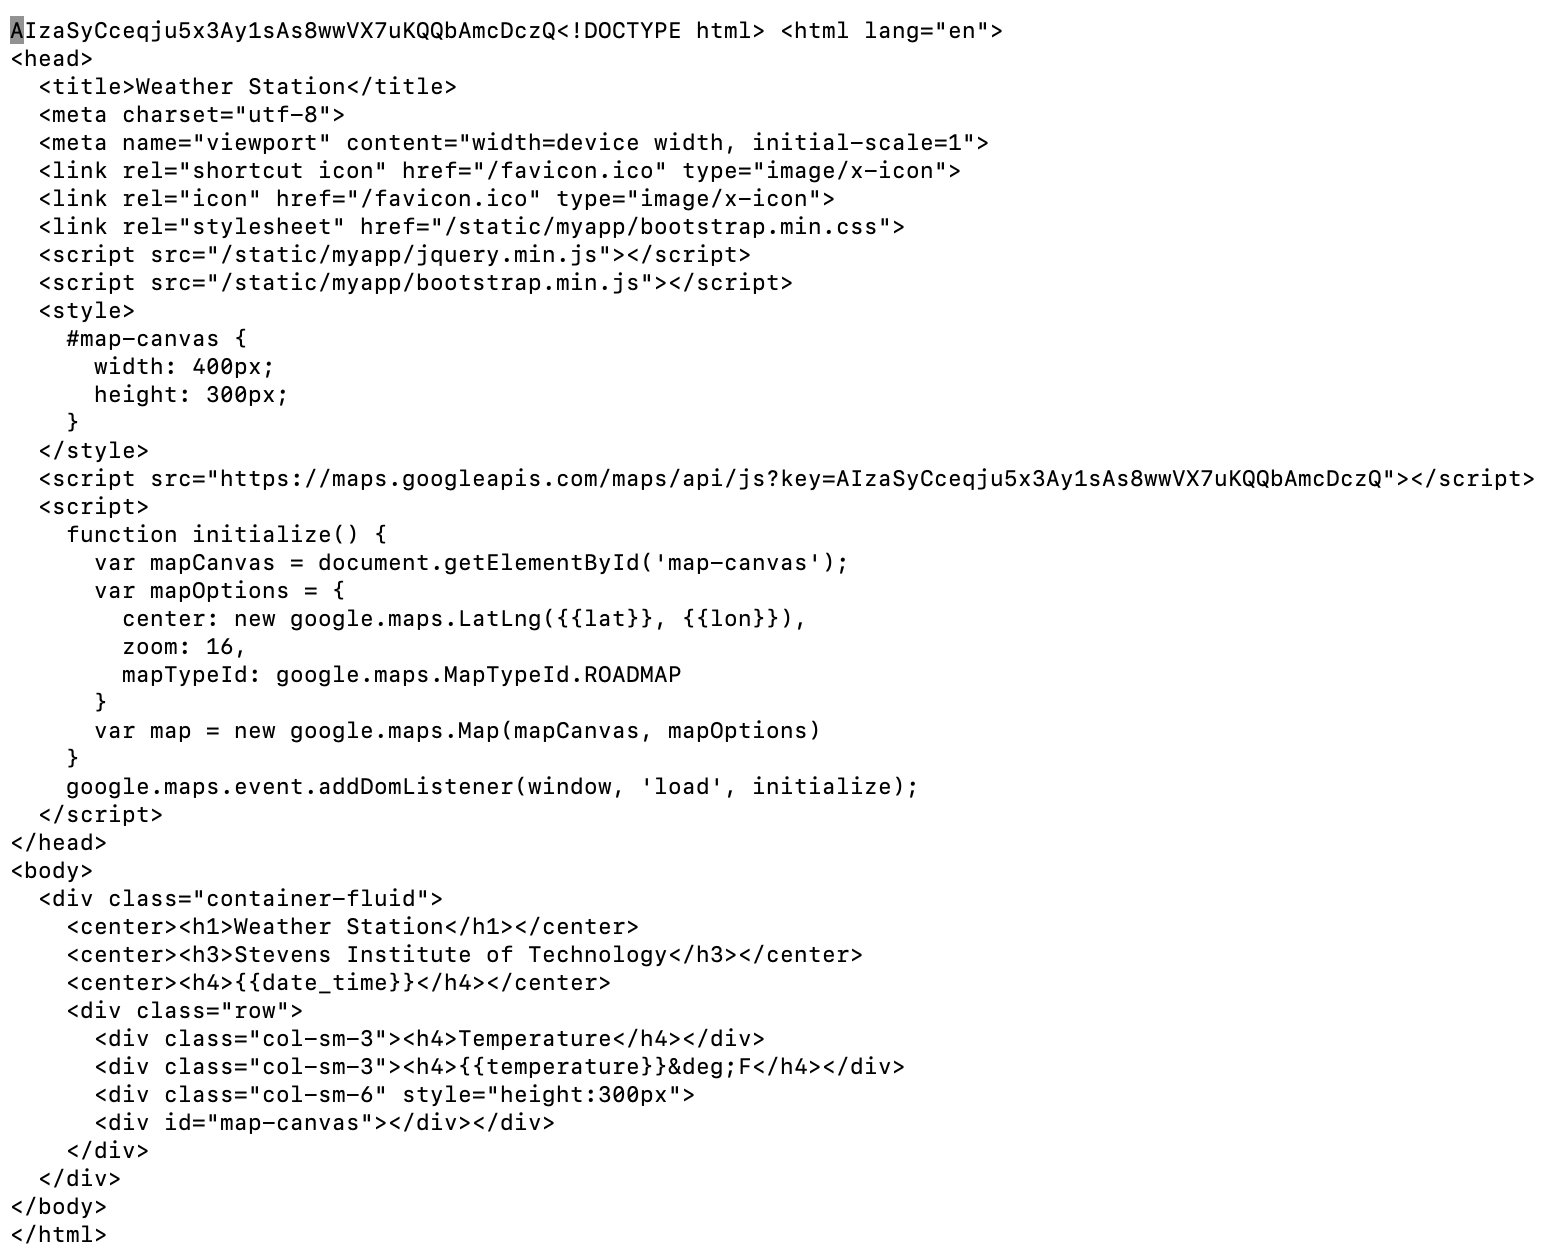 AIzaSyCceqju5x3Ay1sAs8wwVX7uKQQbAmcDczQ<!DOCTYPE html> <html lang="en">
<head>
  <title>Weather Station</title>
  <meta charset="utf-8">
  <meta name="viewport" content="width=device width, initial-scale=1">
  <link rel="shortcut icon" href="/favicon.ico" type="image/x-icon">
  <link rel="icon" href="/favicon.ico" type="image/x-icon">
  <link rel="stylesheet" href="/static/myapp/bootstrap.min.css">
  <script src="/static/myapp/jquery.min.js"></script>
  <script src="/static/myapp/bootstrap.min.js"></script>
  <style>
    #map-canvas {
      width: 400px;
      height: 300px;
    }
  </style>
  <script src="https://maps.googleapis.com/maps/api/js?key=AIzaSyCceqju5x3Ay1sAs8wwVX7uKQQbAmcDczQ"></script>
  <script>
    function initialize() {
      var mapCanvas = document.getElementById('map-canvas');
      var mapOptions = {
        center: new google.maps.LatLng({{lat}}, {{lon}}),
        zoom: 16,
        mapTypeId: google.maps.MapTypeId.ROADMAP
      }
      var map = new google.maps.Map(mapCanvas, mapOptions)
    }
    google.maps.event.addDomListener(window, 'load', initialize);
  </script>
</head>
<body>
  <div class="container-fluid">
    <center><h1>Weather Station</h1></center>
    <center><h3>Stevens Institute of Technology</h3></center>
    <center><h4>{{date_time}}</h4></center>
    <div class="row">
      <div class="col-sm-3"><h4>Temperature</h4></div>
      <div class="col-sm-3"><h4>{{temperature}}&deg;F</h4></div>
      <div class="col-sm-6" style="height:300px">
      <div id="map-canvas"></div></div>
    </div>
  </div>
</body>
</html>